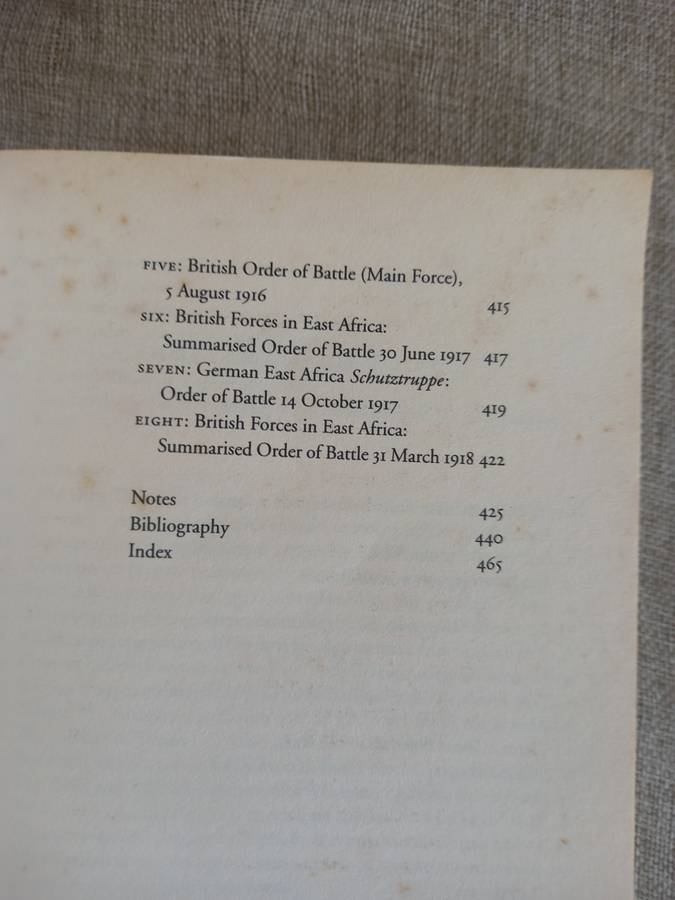 FIVE: British Order of Battle (Main Force),
5 August 1916 415
SIX: British Forces in East Africa:
Summarised Order of Battle 30 June 1917 417
SEVEN: German East Africa Schutztruppe:
Order of Battle 14 October 1917 419
EIGHT: British Forces in East Africa:
Summarised Order of Battle 31 March 1918 422
Notes 425
Bibliography 440
Index 465